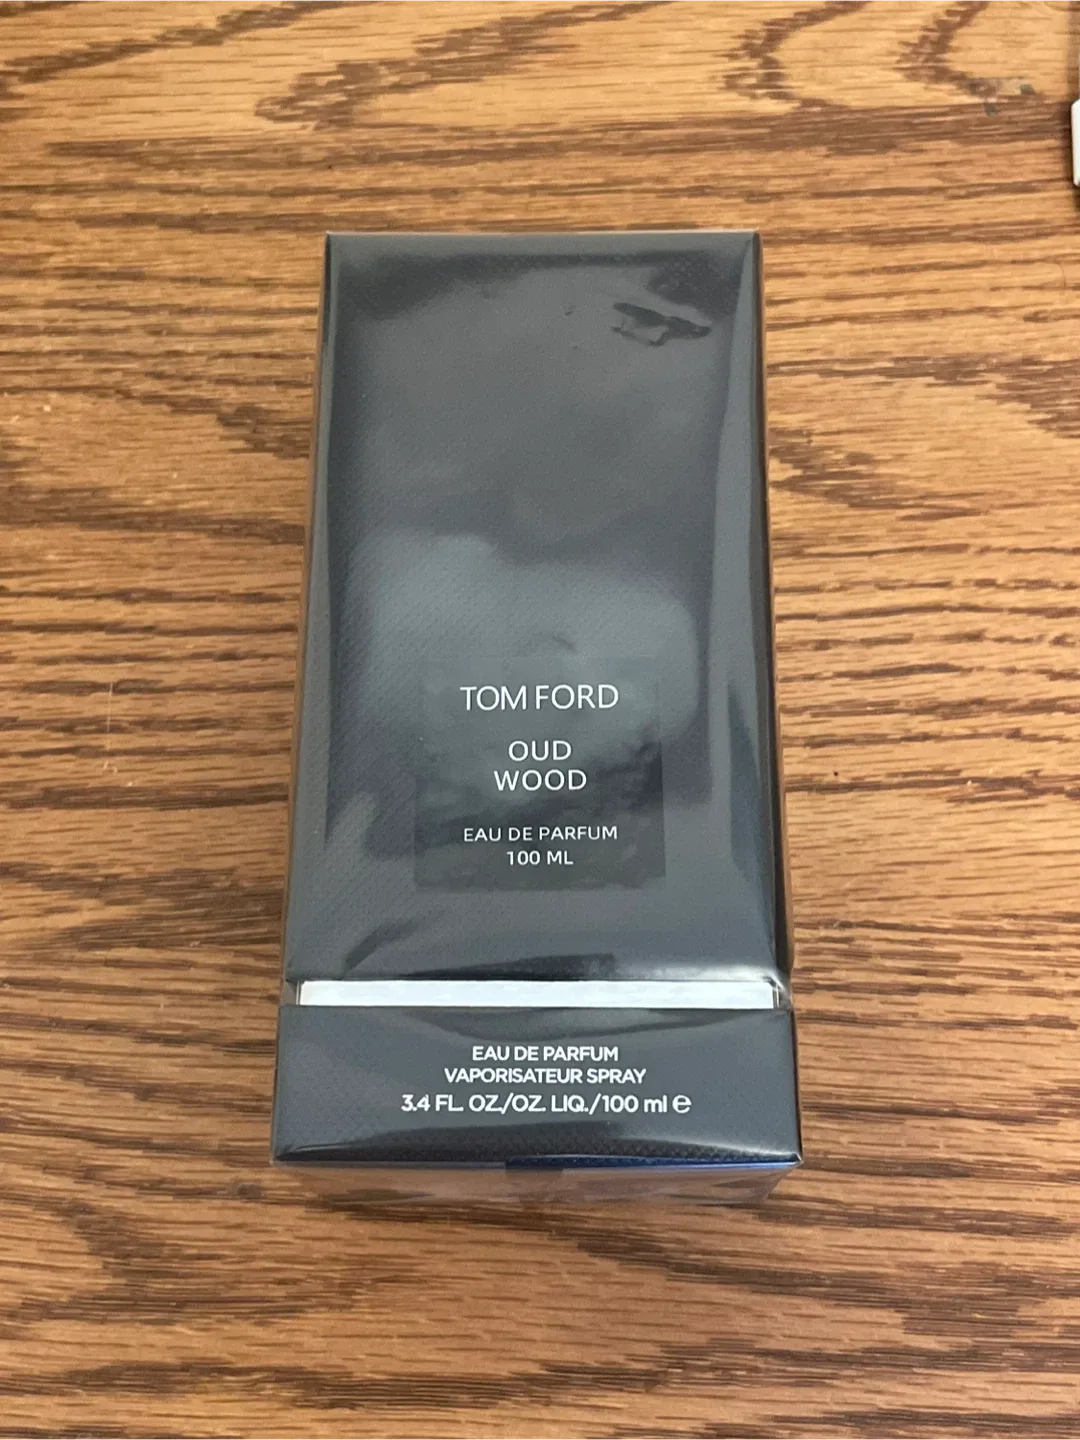 TOM FORD
OUD
WOOD
EAU DE PARFUM
100 ML
EAU DE PARFUM
VAPORISATEUR SPRAY
3.4 FL. OZ./OZ. LIQ./100 ml ℮